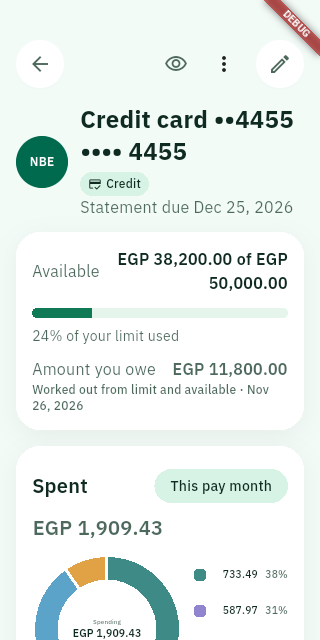 DEBUG
Credit card ••4455
•••• 4455
NBE
Credit
Statement due Dec 25, 2026
Available
EGP 38,200.00 of EGP
50,000.00
24% of your limit used
Amount you owe EGP 11,800.00
Worked out from limit and available · Nov
26, 2026
Spent
This pay month
EGP 1,909.43
733.49 38%
587.97 31%
Spending
EGP 1,909.43